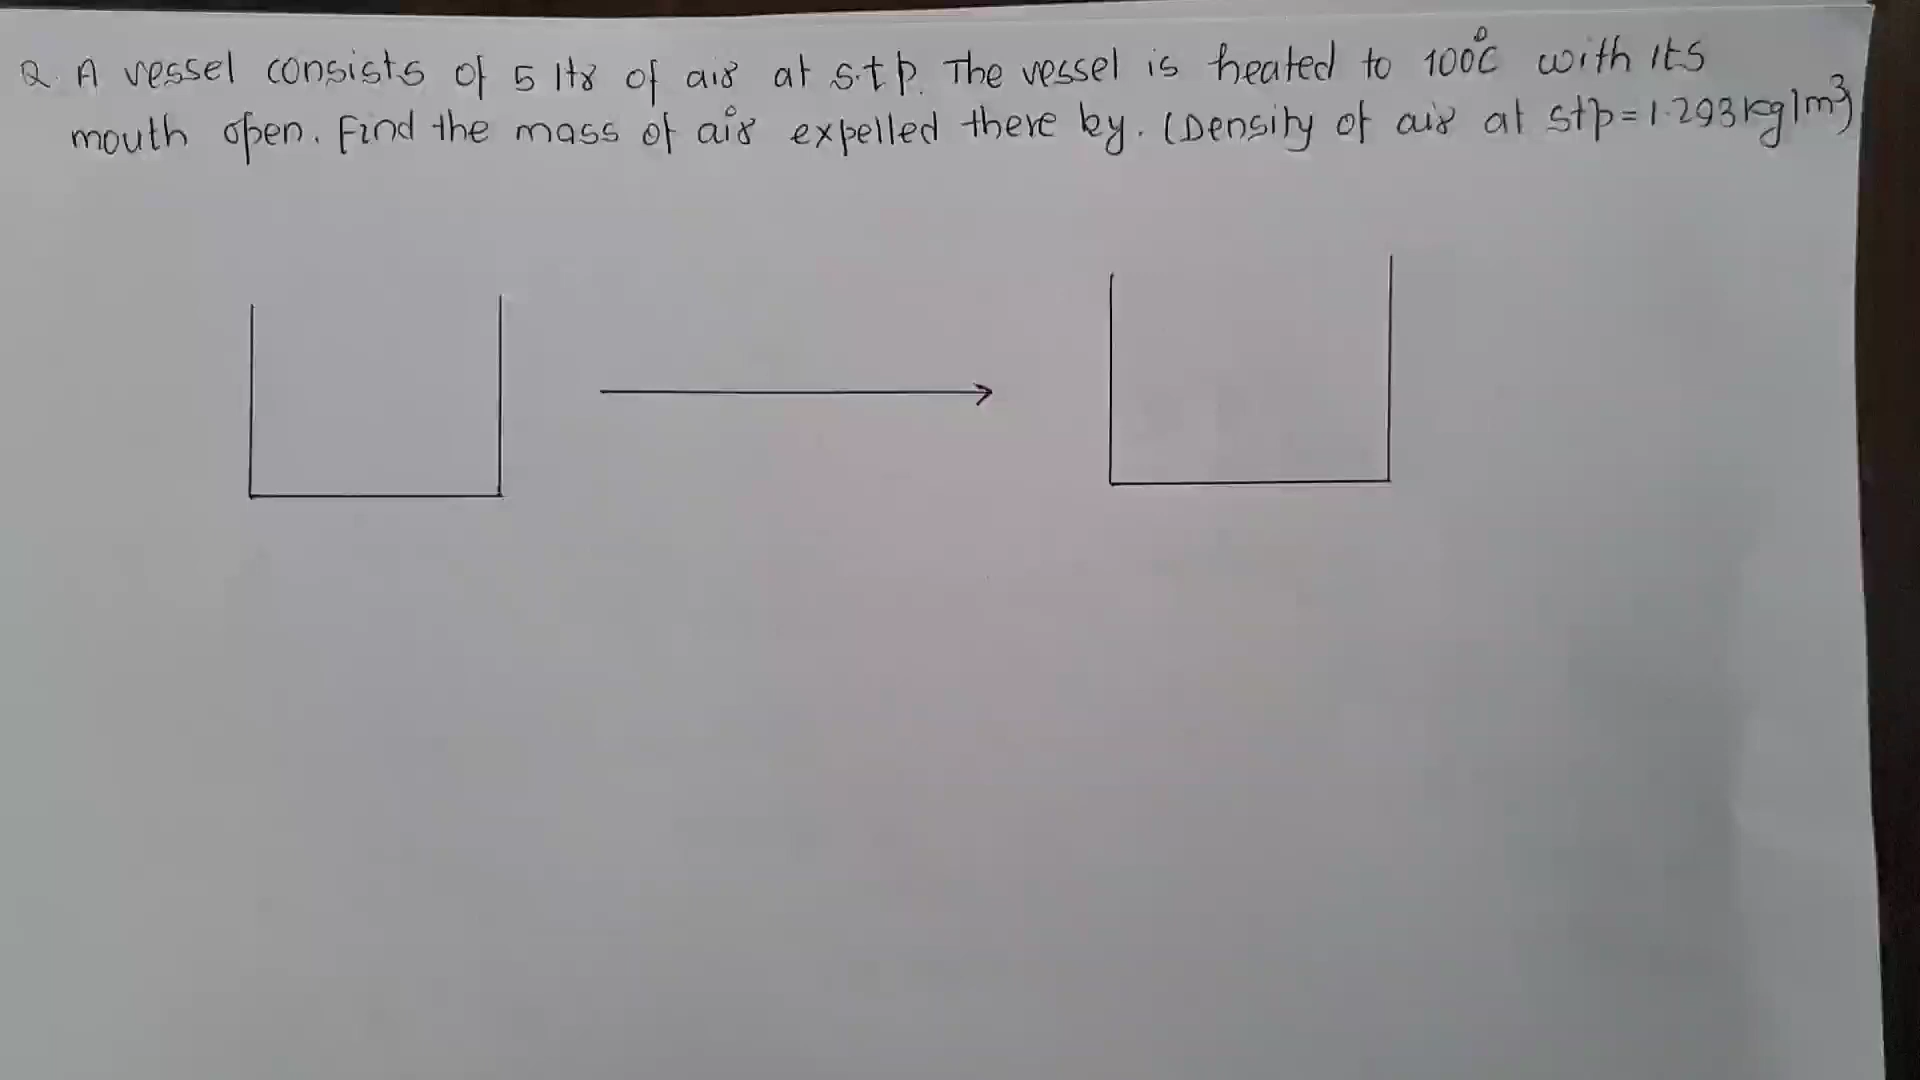 Q. A vessel consists of 5 ltr of air at s.t.p. The vessel is heated to 100°C with its
mouth open. Find the mass of air expelled there by. (Density of air at stp = 1.293 kg/m³)